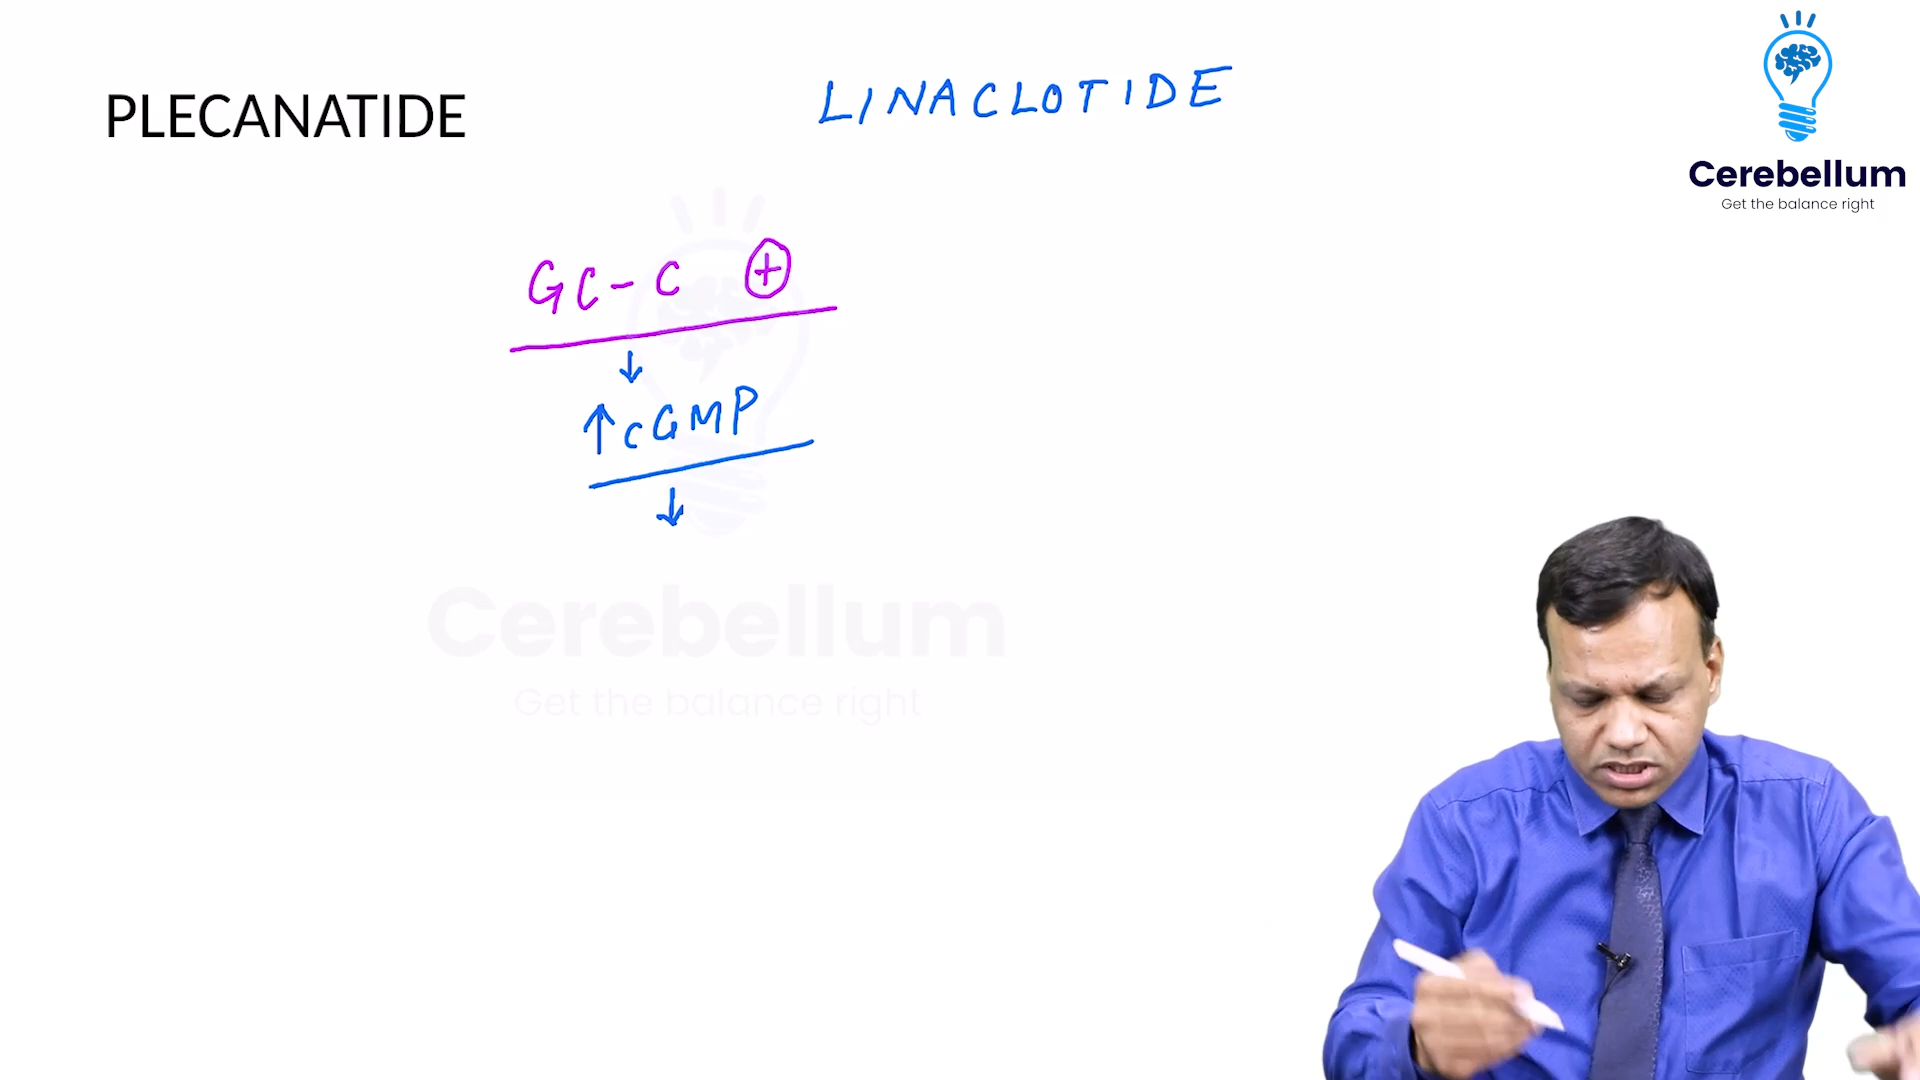 PLECANATIDE
LINACLOTIDE
Cerebellum
Get the balance right
GC-C ⊕
↓
↑cGMP
↓
Cerebellum
Get the balance right